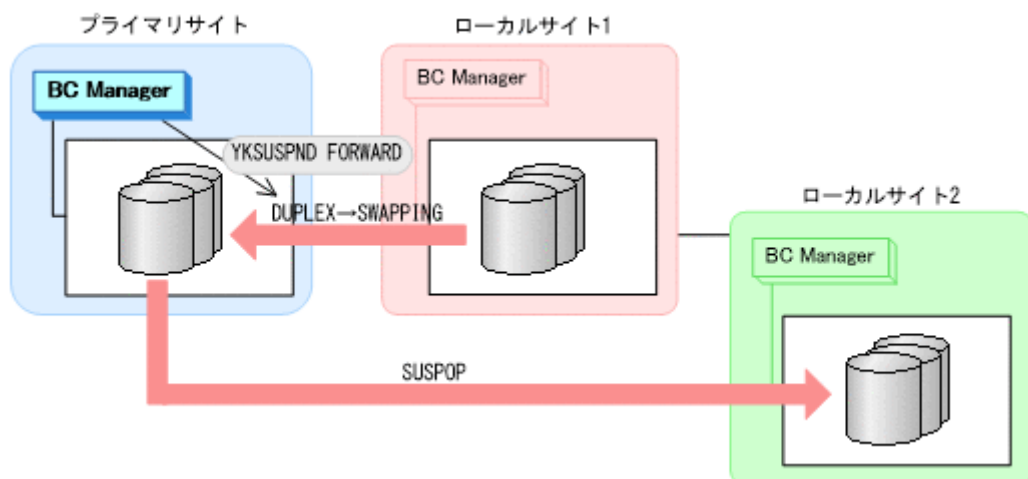 プライマリサイト
ローカルサイト1
BC Manager
BC Manager
YKSUSPND FORWARD
DUPLEX→SWAPPING
ローカルサイト2
BC Manager
SUSPOP